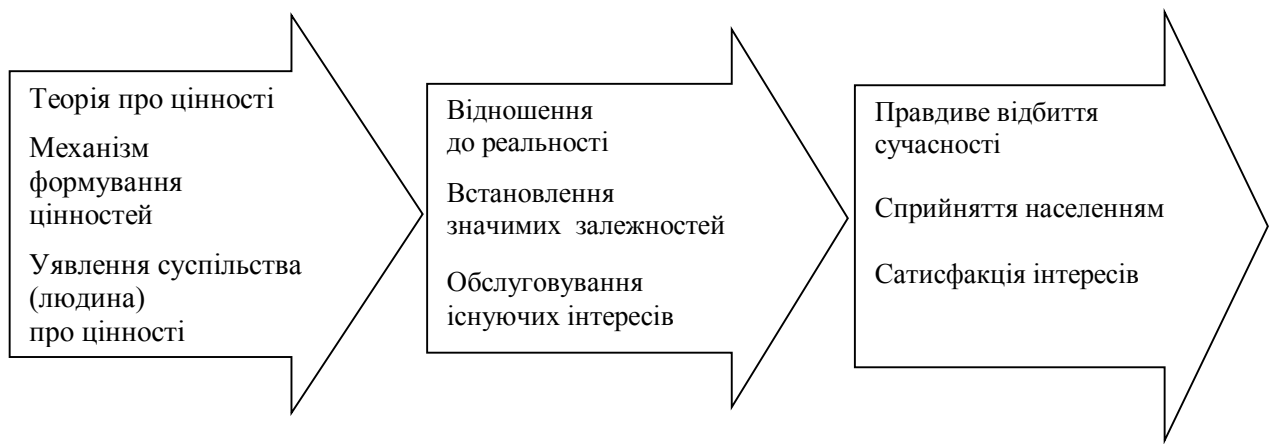 Теорія про цінності
Механізм
формування
цінностей
Уявлення суспільства
(людина)
про цінності
Відношення
до реальності
Встановлення
значимих залежностей
Обслуговування
існуючих інтересів
Правдиве відбиття
сучасності
Сприйняття населенням
Сатисфакція інтересів